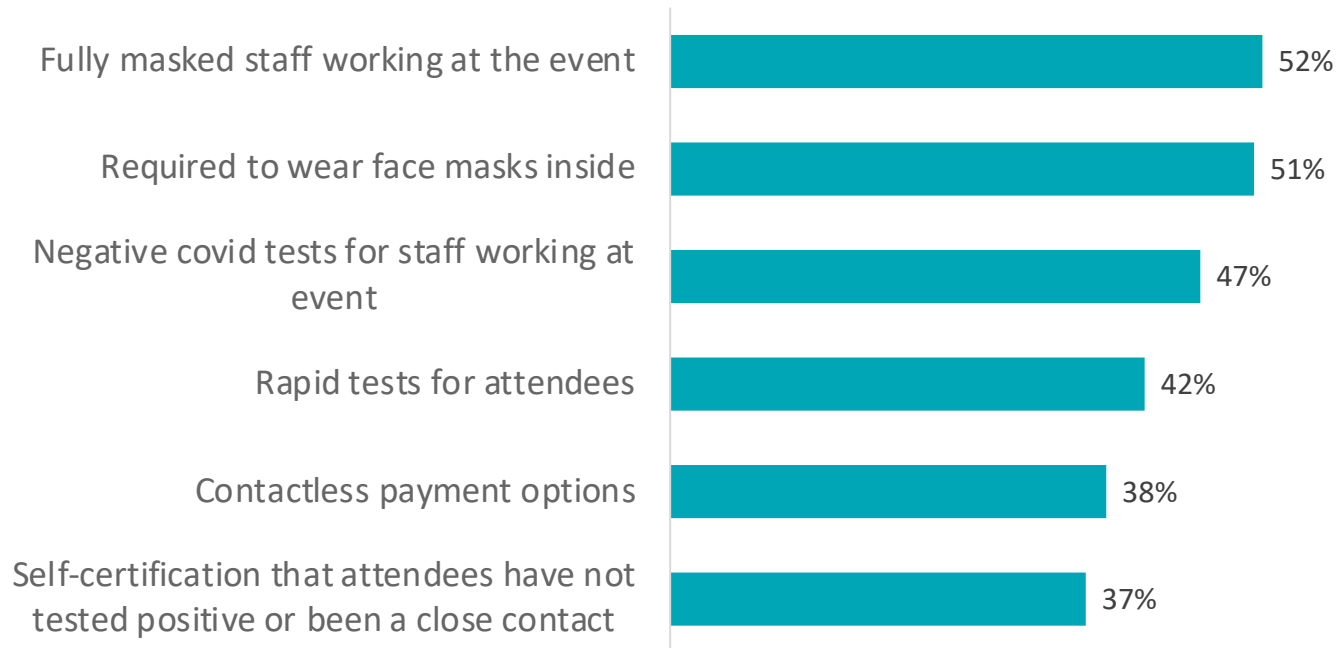 Fully masked staff working at the event
52%
Required to wear face masks inside
51%
Negative covid tests for staff working at
event
47%
Rapid tests for attendees
42%
Contactless payment options
38%
Self-certification that attendees have not
tested positive or been a close contact
37%